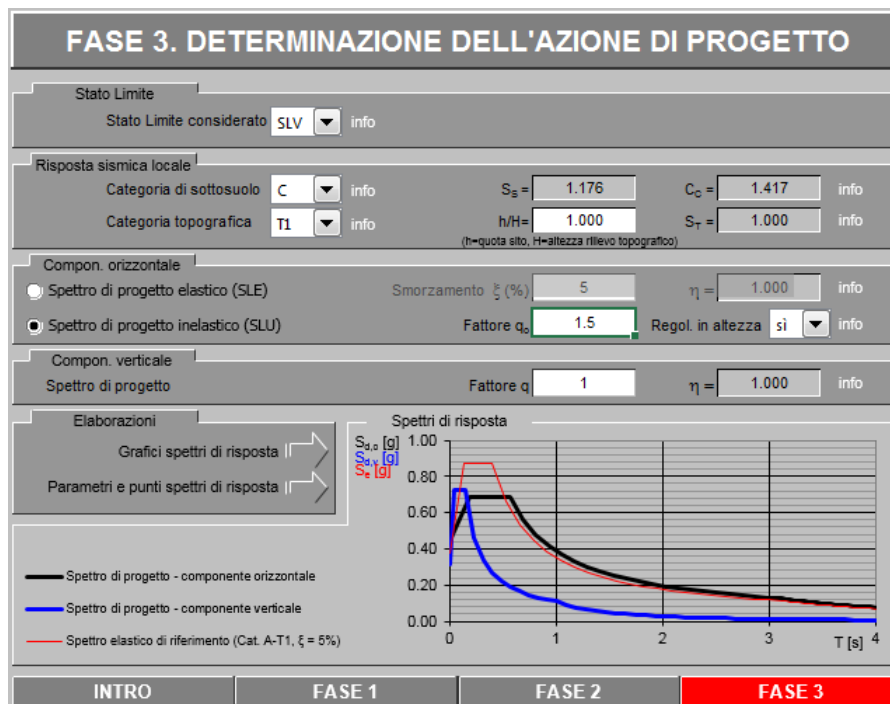 FASE 3. DETERMINAZIONE DELL'AZIONE DI PROGETTO
Stato Limite
Stato Limite considerato SLV info
Risposta sismica locale
Categoria di sottosuolo C info SS = 1.176 CC = 1.417 info
Categoria topografica T1 info h/H= 1.000 ST = 1.000 info
(h=quota sito, H=altezza rilievo topografico)
Compon. orizzontale
Spettro di progetto elastico (SLE) Smorzamento ξ (%) 5 η = 1.000 info
Spettro di progetto inelastico (SLU) Fattore qo 1.5 Regol. in altezza sì info
Compon. verticale
Spettro di progetto Fattore q 1 η = 1.000 info
Elaborazioni
Grafici spettri di risposta
Parametri e punti spettri di risposta
Spettri di risposta
Sd,o [g]
Sd,v [g]
Se [g]
1.00
0.80
0.60
0.40
0.20
0.00
0 1 2 3 4
T [s]
Spettro di progetto - componente orizzontale
Spettro di progetto - componente verticale
Spettro elastico di riferimento (Cat. A-T1, ξ = 5%)
INTRO FASE 1 FASE 2 FASE 3